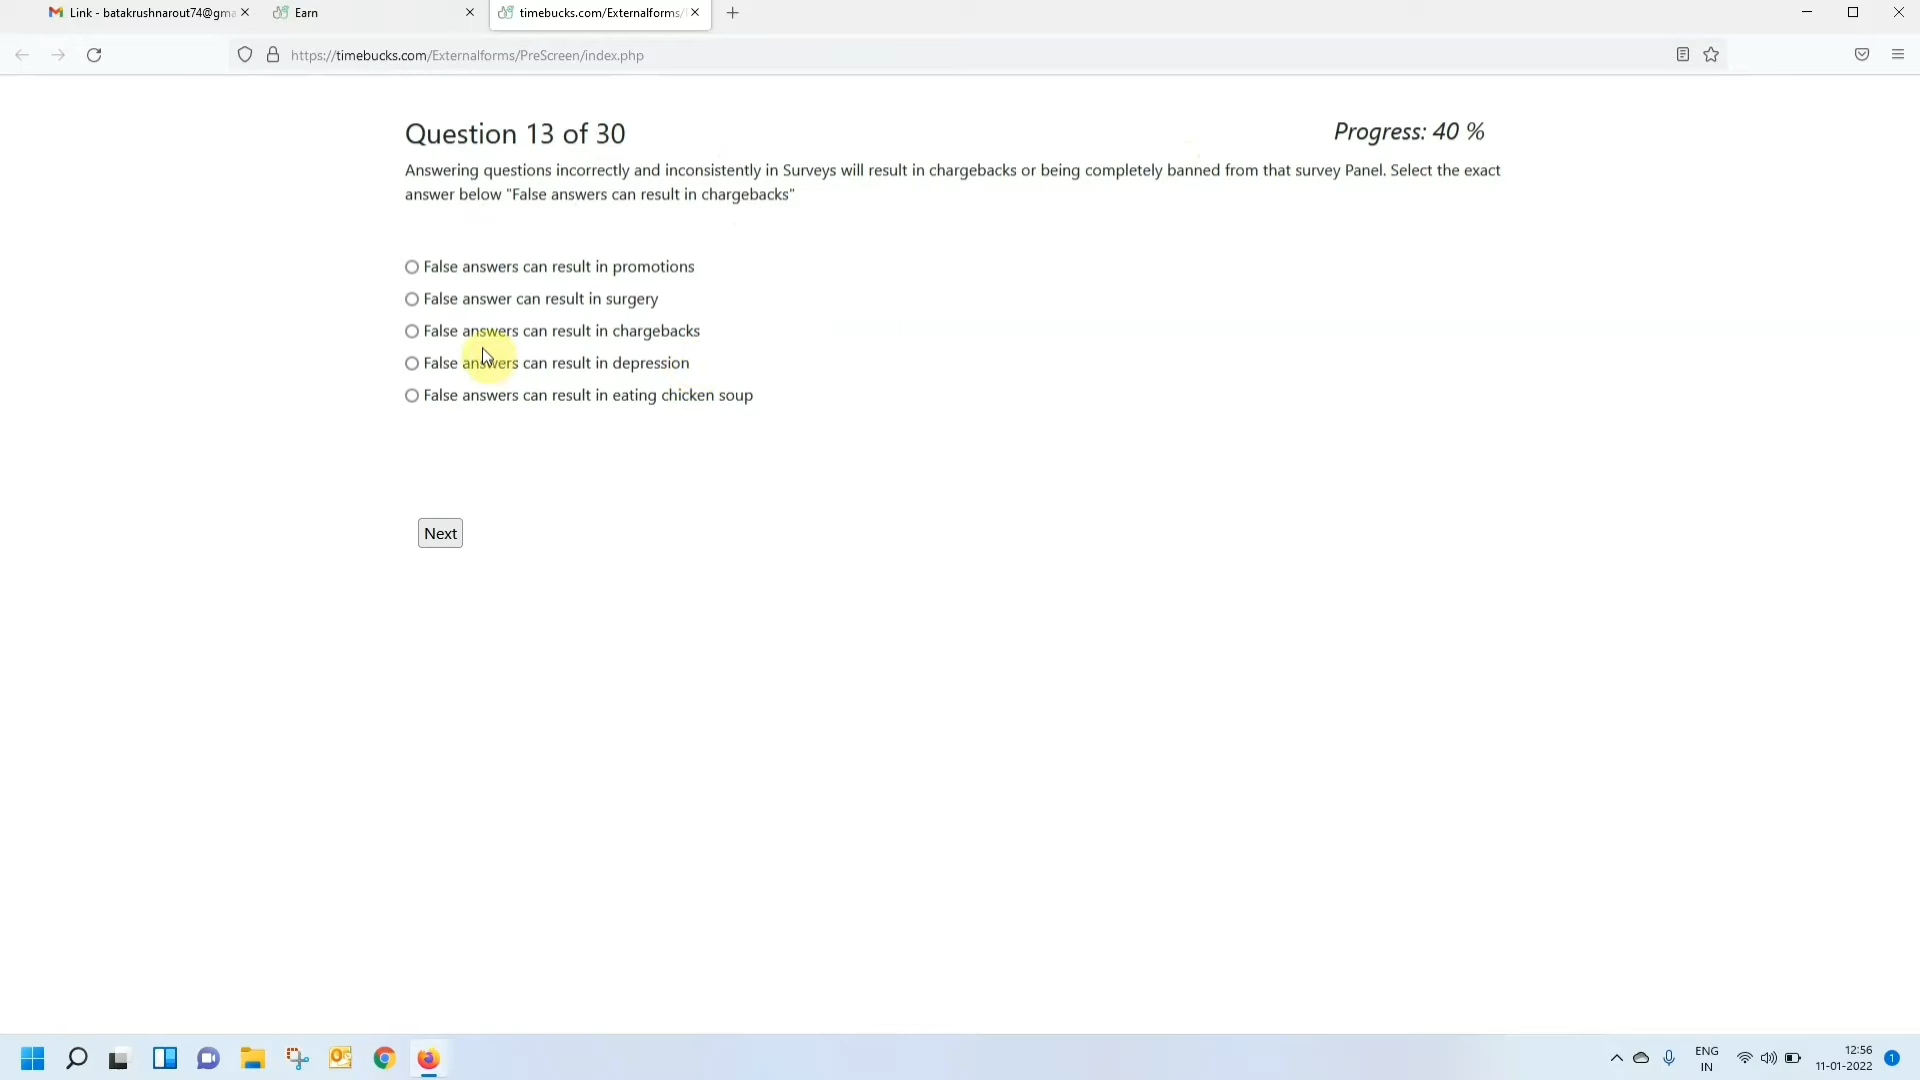 Link - batakrushnarout74@gma
Earn
timebucks.com/Externalforms/
https://timebucks.com/Externalforms/PreScreen/index.php
Question 13 of 30
Progress: 40 %
Answering questions incorrectly and inconsistently in Surveys will result in chargebacks or being completely banned from that survey Panel. Select the exact
answer below "False answers can result in chargebacks"
False answers can result in promotions
False answer can result in surgery
False answers can result in chargebacks
False answers can result in depression
False answers can result in eating chicken soup
Next
ENG
IN
12:56
11-01-2022
1